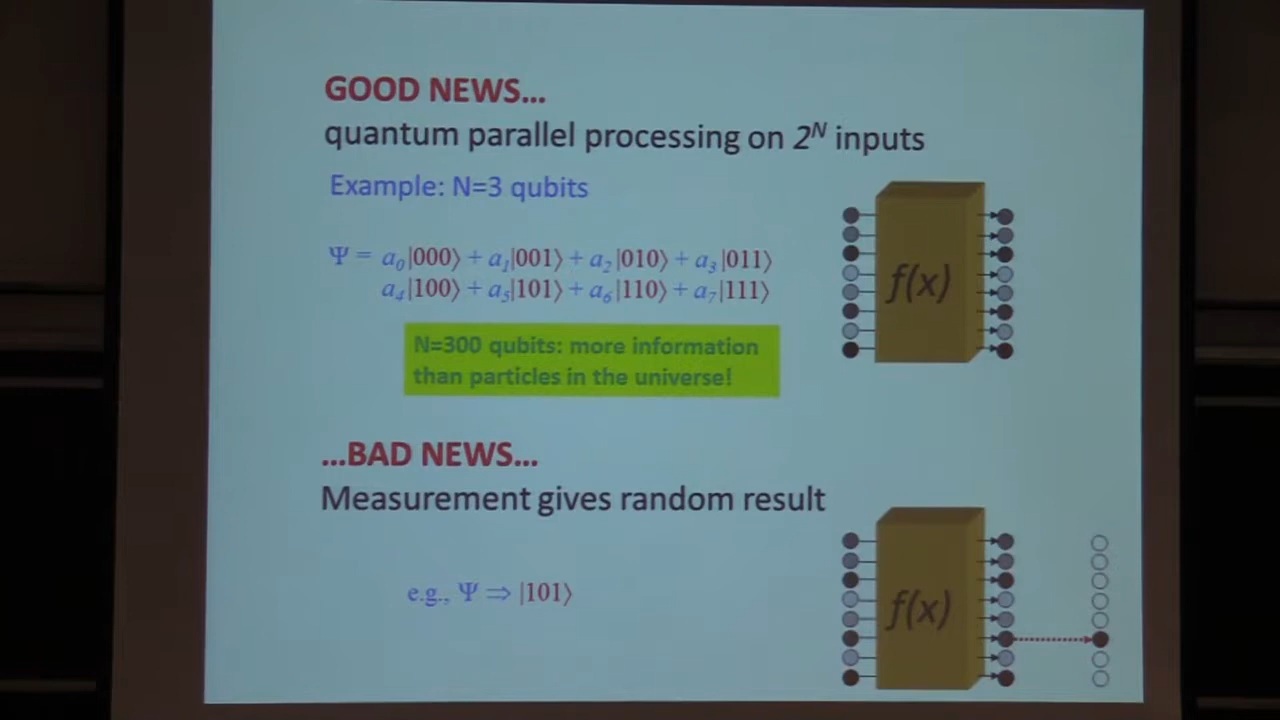 GOOD NEWS...
quantum parallel processing on 2ᴺ inputs
Example: N=3 qubits
Ψ = a₀|000⟩ + a₁|001⟩ + a₂|010⟩ + a₃|011⟩
a₄|100⟩ + a₅|101⟩ + a₆|110⟩ + a₇|111⟩
f(x)
N=300 qubits: more information
than particles in the universe!
...BAD NEWS...
Measurement gives random result
e.g., Ψ ⇒ |101⟩
f(x)